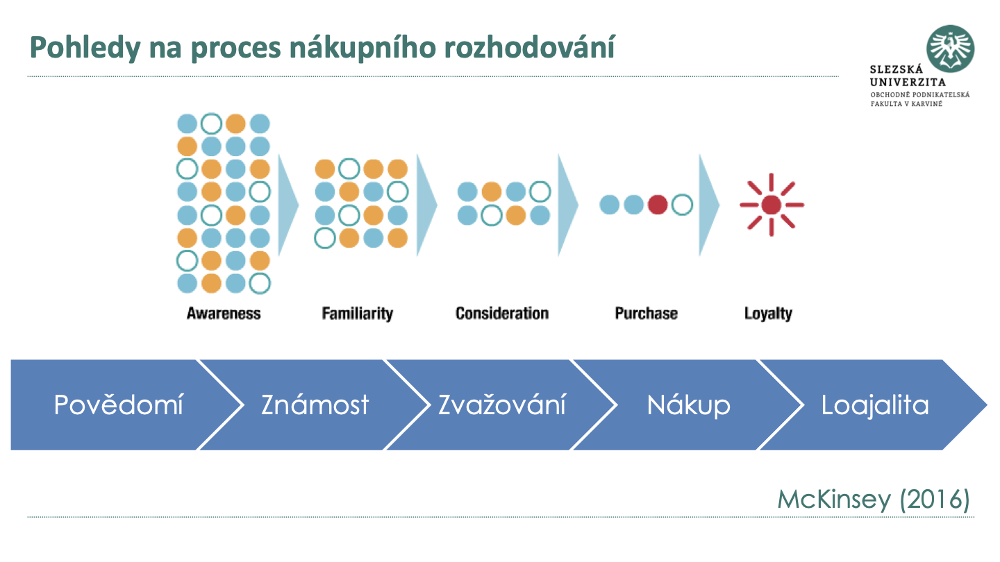 Pohledy na proces nákupního rozhodování
SLEZSKÁ
UNIVERZITA
OBCHODNĚ PODNIKATELSKÁ
FAKULTA V KARVINÉ
Awareness
Familiarity
Consideration
Purchase
Loyalty
Povědomí
Známost
Zvažování
Nákup
Loajalita
McKinsey (2016)